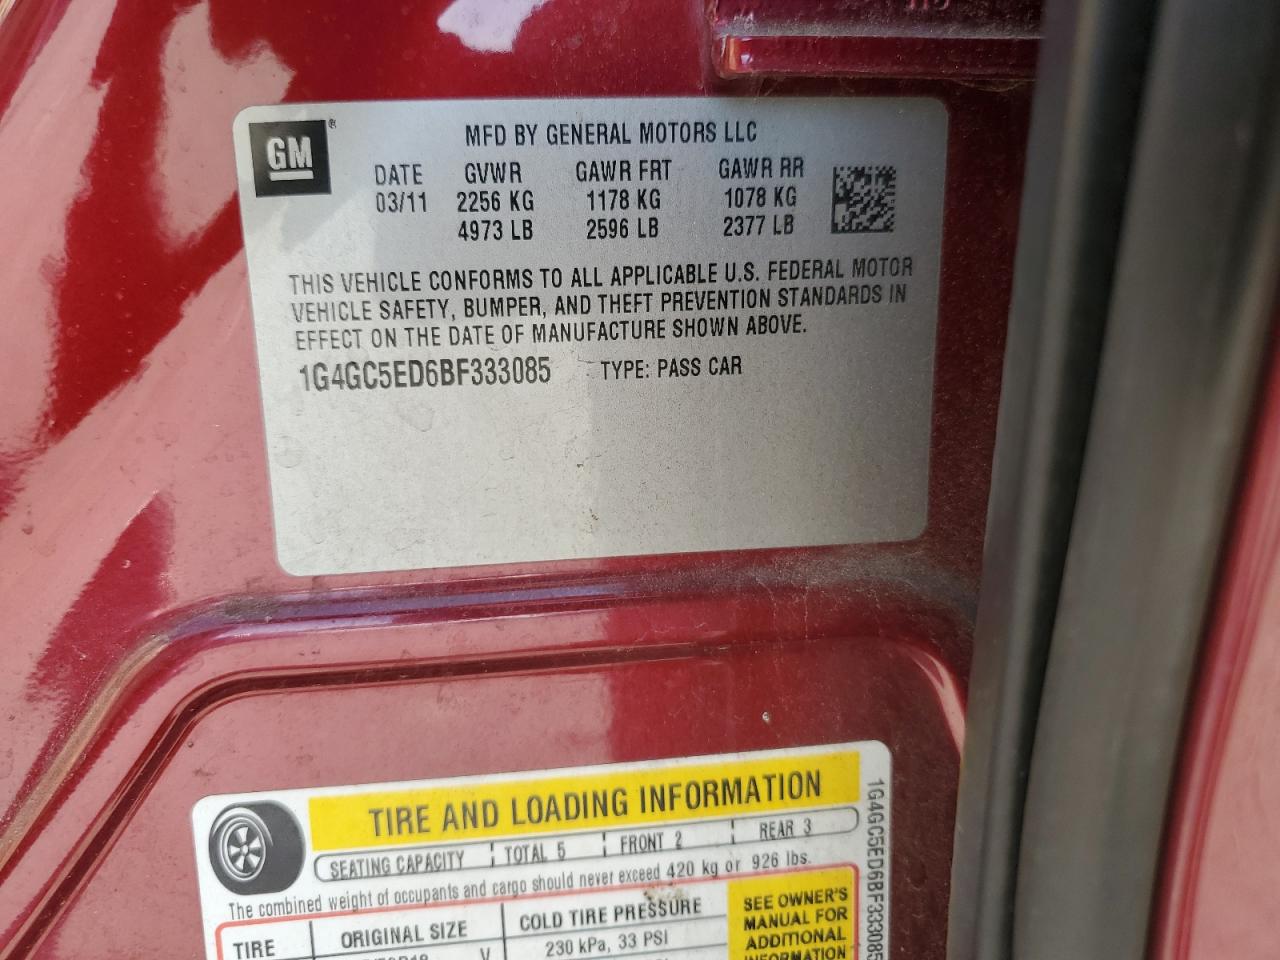 GM
MFD BY GENERAL MOTORS LLC
DATE GVWR GAWR FRT GAWR RR
03/11 2256 KG 1178 KG 1078 KG
4973 LB 2596 LB 2377 LB
THIS VEHICLE CONFORMS TO ALL APPLICABLE U.S. FEDERAL MOTOR
VEHICLE SAFETY, BUMPER, AND THEFT PREVENTION STANDARDS IN
EFFECT ON THE DATE OF MANUFACTURE SHOWN ABOVE.
1G4GC5ED6BF333085 TYPE: PASS CAR
TIRE AND LOADING INFORMATION
SEATING CAPACITY TOTAL 5 FRONT 2 REAR 3
The combined weight of occupants and cargo should never exceed 420 kg or 926 lbs.
TIRE ORIGINAL SIZE COLD TIRE PRESSURE
V 230 kPa, 33 PSI
SEE OWNER'S
MANUAL FOR
ADDITIONAL
INFORMATION
1G4GC5ED6BF333085